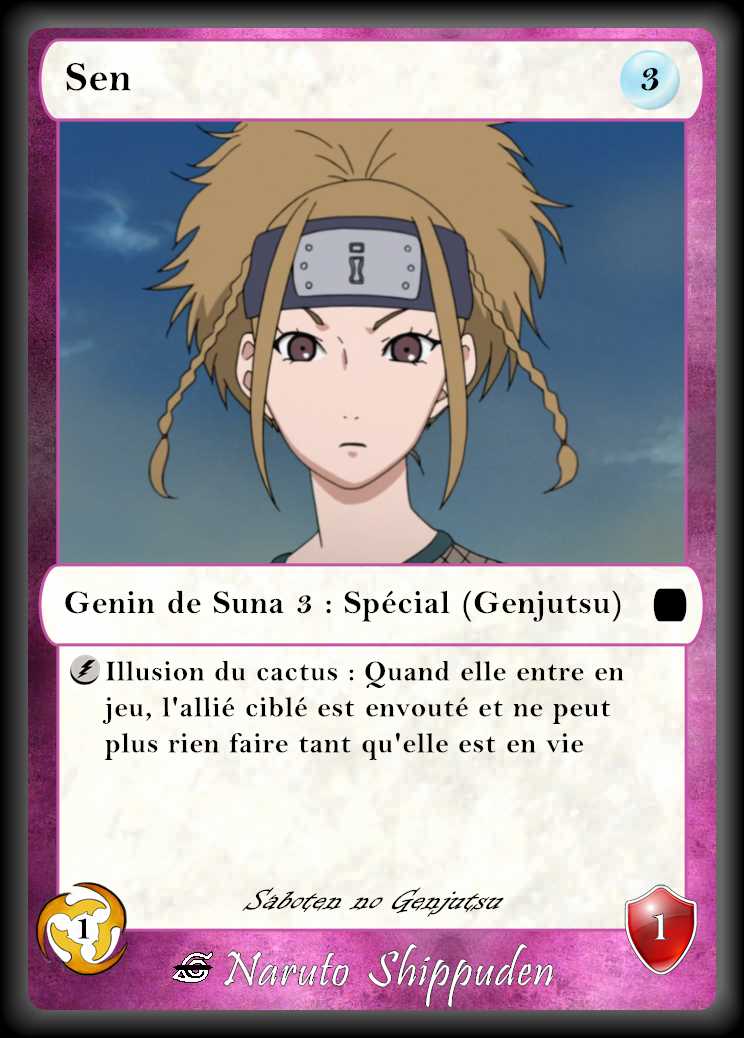 Sen
3
Genin de Suna 3 : Spécial (Genjutsu)
Illusion du cactus : Quand elle entre en
jeu, l'allié ciblé est envouté et ne peut
plus rien faire tant qu'elle est en vie
Saboten no Genjutsu
1
1
Naruto Shippuden